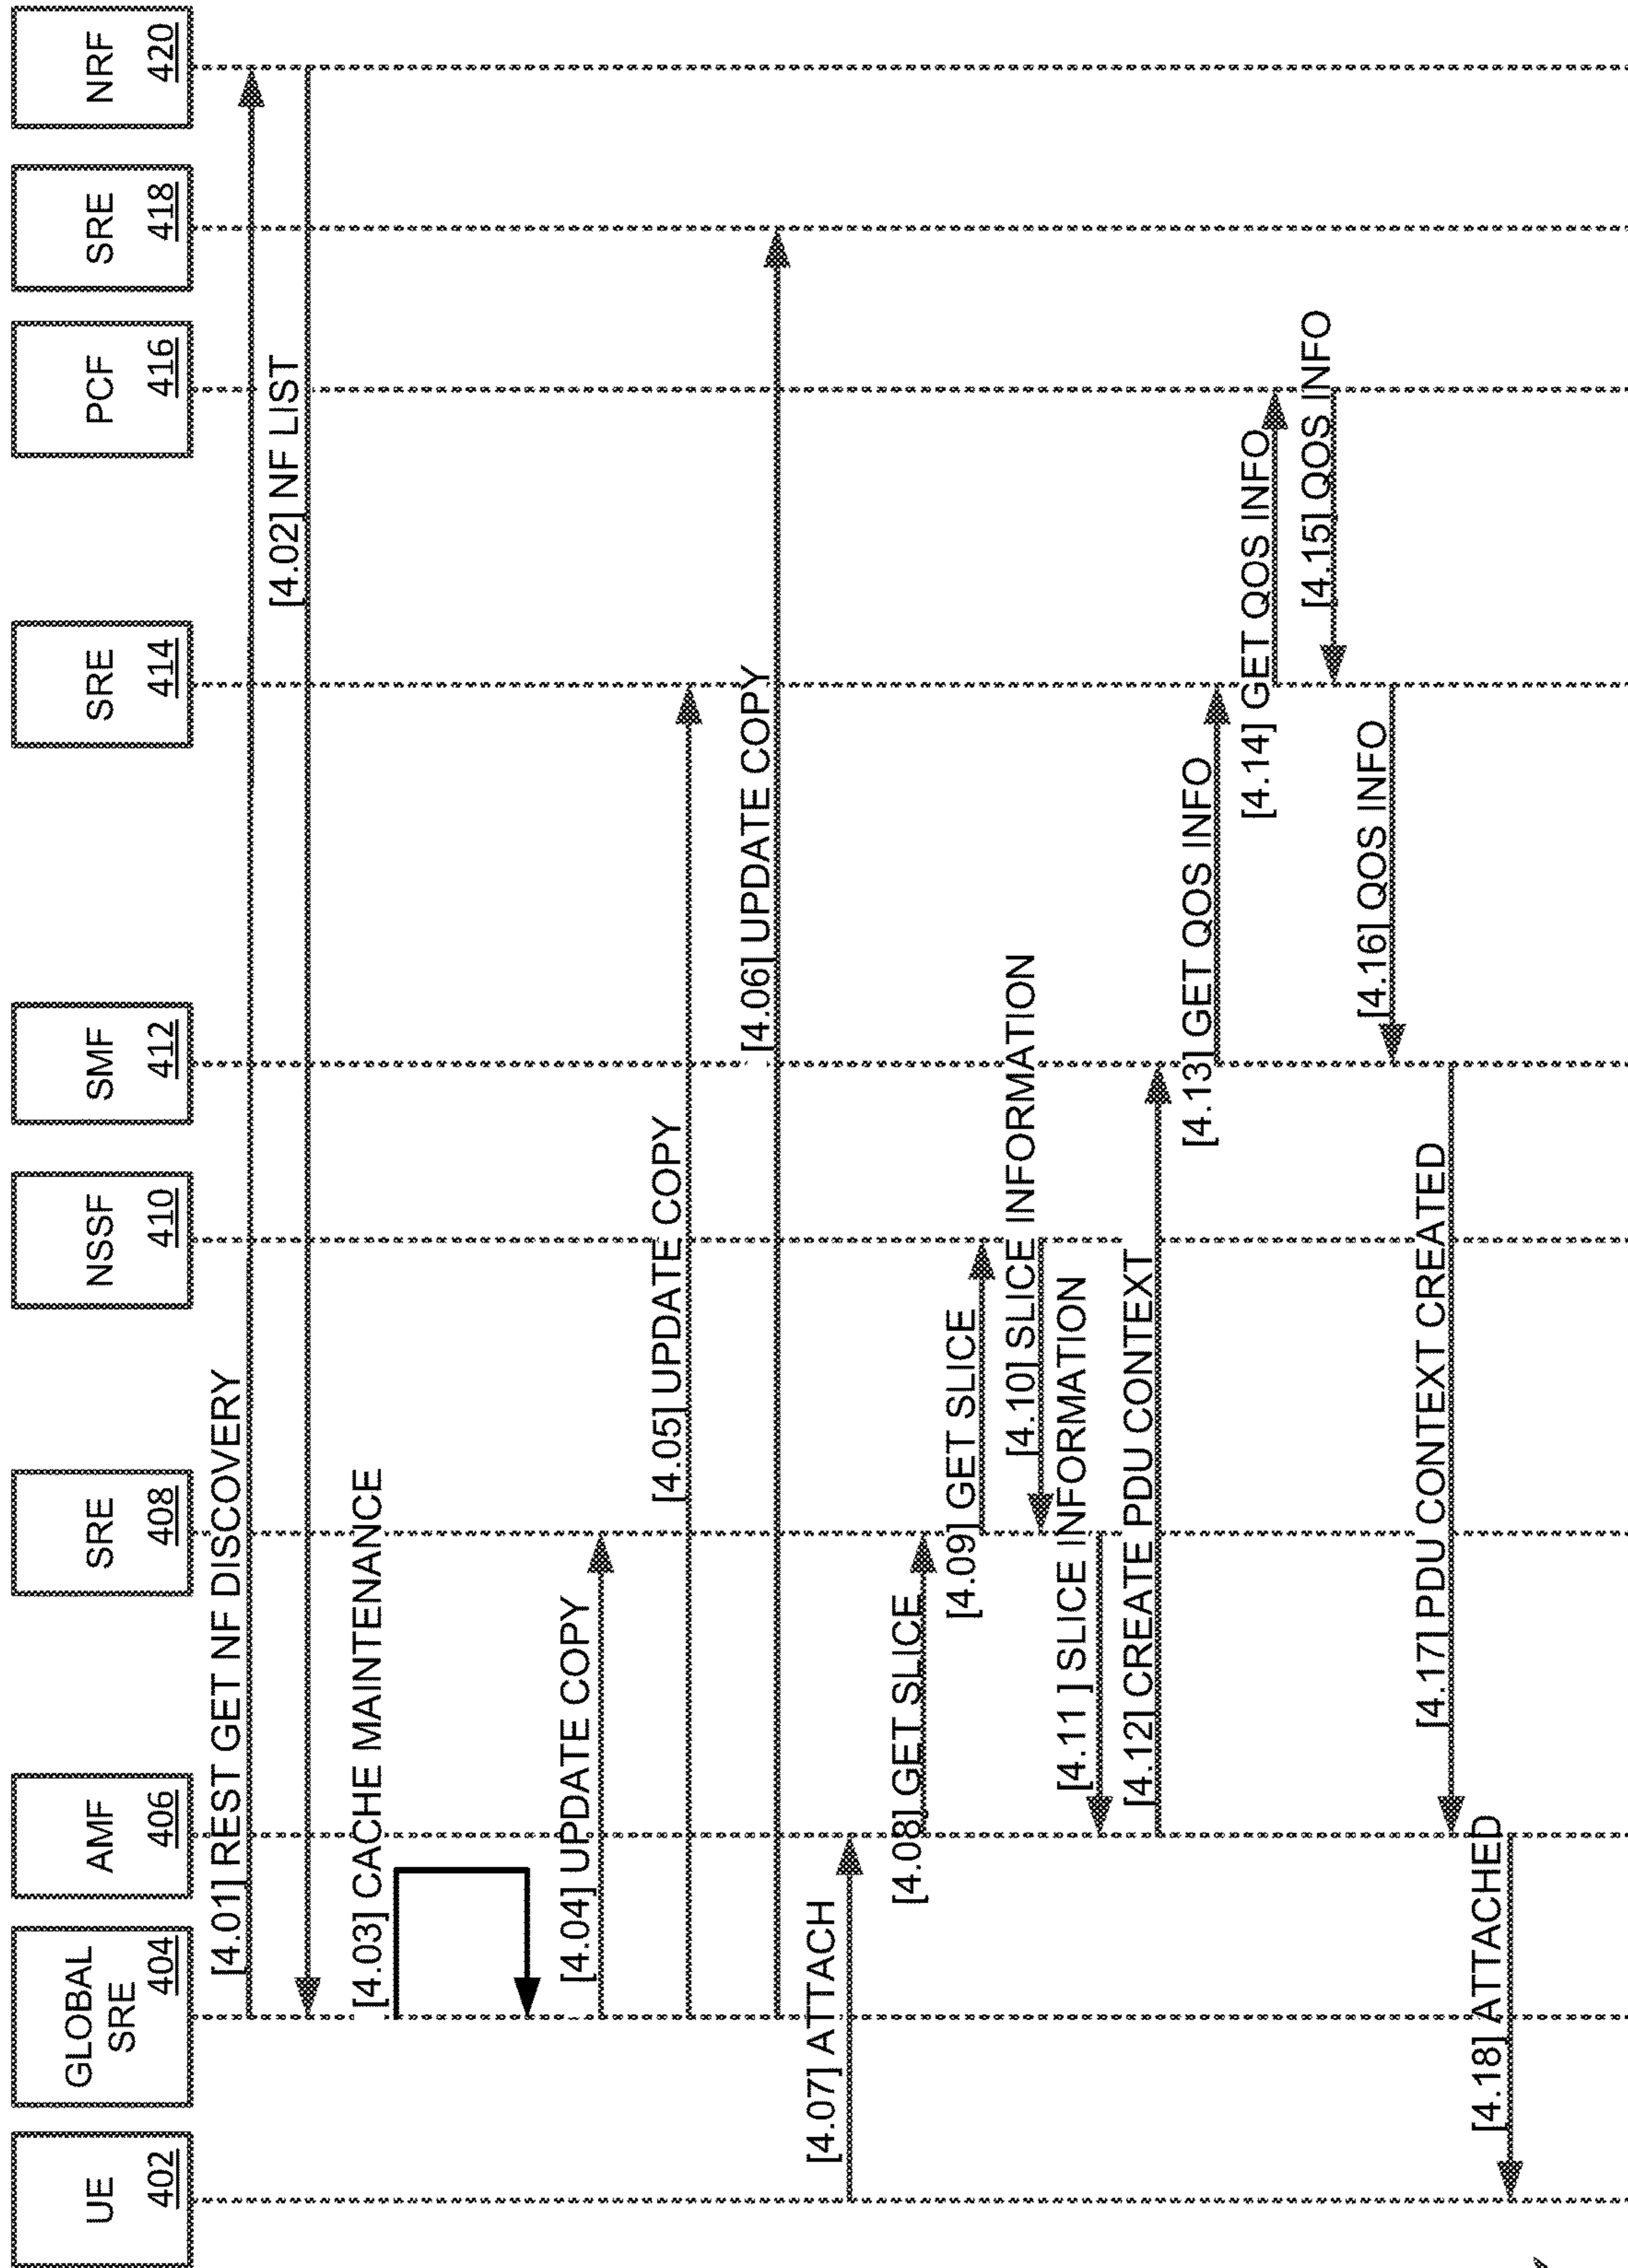 UE
402
GLOBAL
SRE
404
AMF
406
SRE
408
NSSF
410
SMF
412
SRE
414
PCF
416
SRE
418
NRF
420
[4.01] REST GET NF DISCOVERY
[4.02] NF LIST
[4.03] CACHE MAINTENANCE
[4.04] UPDATE COPY
[4.05] UPDATE COPY
[4.06] UPDATE COPY
[4.07] ATTACH
[4.08] GET SLICE
[4.09] GET SLICE
[4.10] SLICE INFORMATION
[4.11 ] SLICE INFORMATION
[4.12] CREATE PDU CONTEXT
[4.13] GET QOS INFO
[4.14] GET QOS INFO
[4.15] QOS INFO
[4.16] QOS INFO
[4.17] PDU CONTEXT CREATED
[4.18] ATTACHED